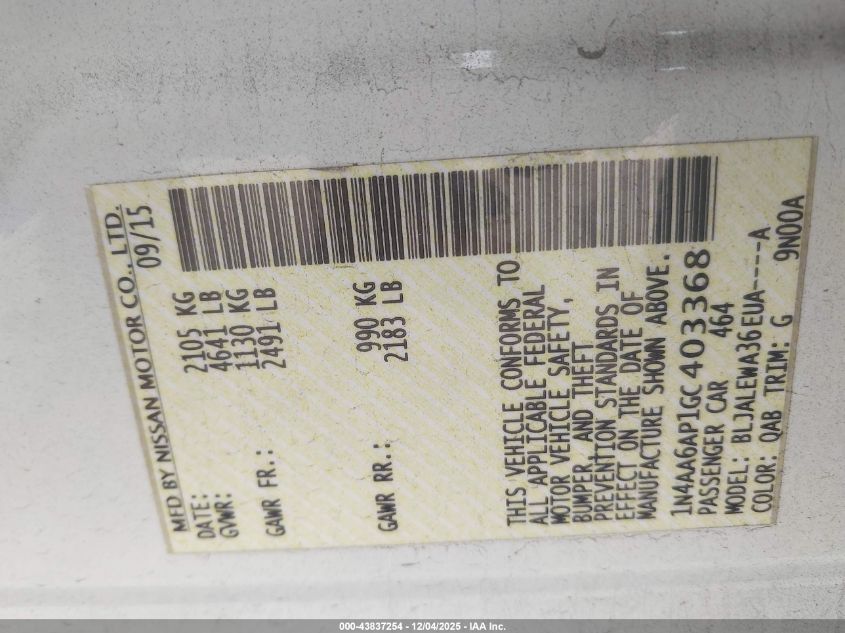 MFD BY NISSAN MOTOR CO., LTD.
DATE: 09/15
GVWR: 2105 KG
4641 LB
GAWR FR.: 1130 KG
2491 LB
GAWR RR.: 990 KG
2183 LB
THIS VEHICLE CONFORMS TO
ALL APPLICABLE FEDERAL
MOTOR VEHICLE SAFETY,
BUMPER, AND THEFT
PREVENTION STANDARDS IN
EFFECT ON THE DATE OF
MANUFACTURE SHOWN ABOVE.
1N4AA6AP1GC403368
PASSENGER CAR 464
MODEL: BLJALEWA36EUA----A
COLOR: QAB TRIM: G 9N00A
000-43837254 - 12/04/2025 - IAA Inc.